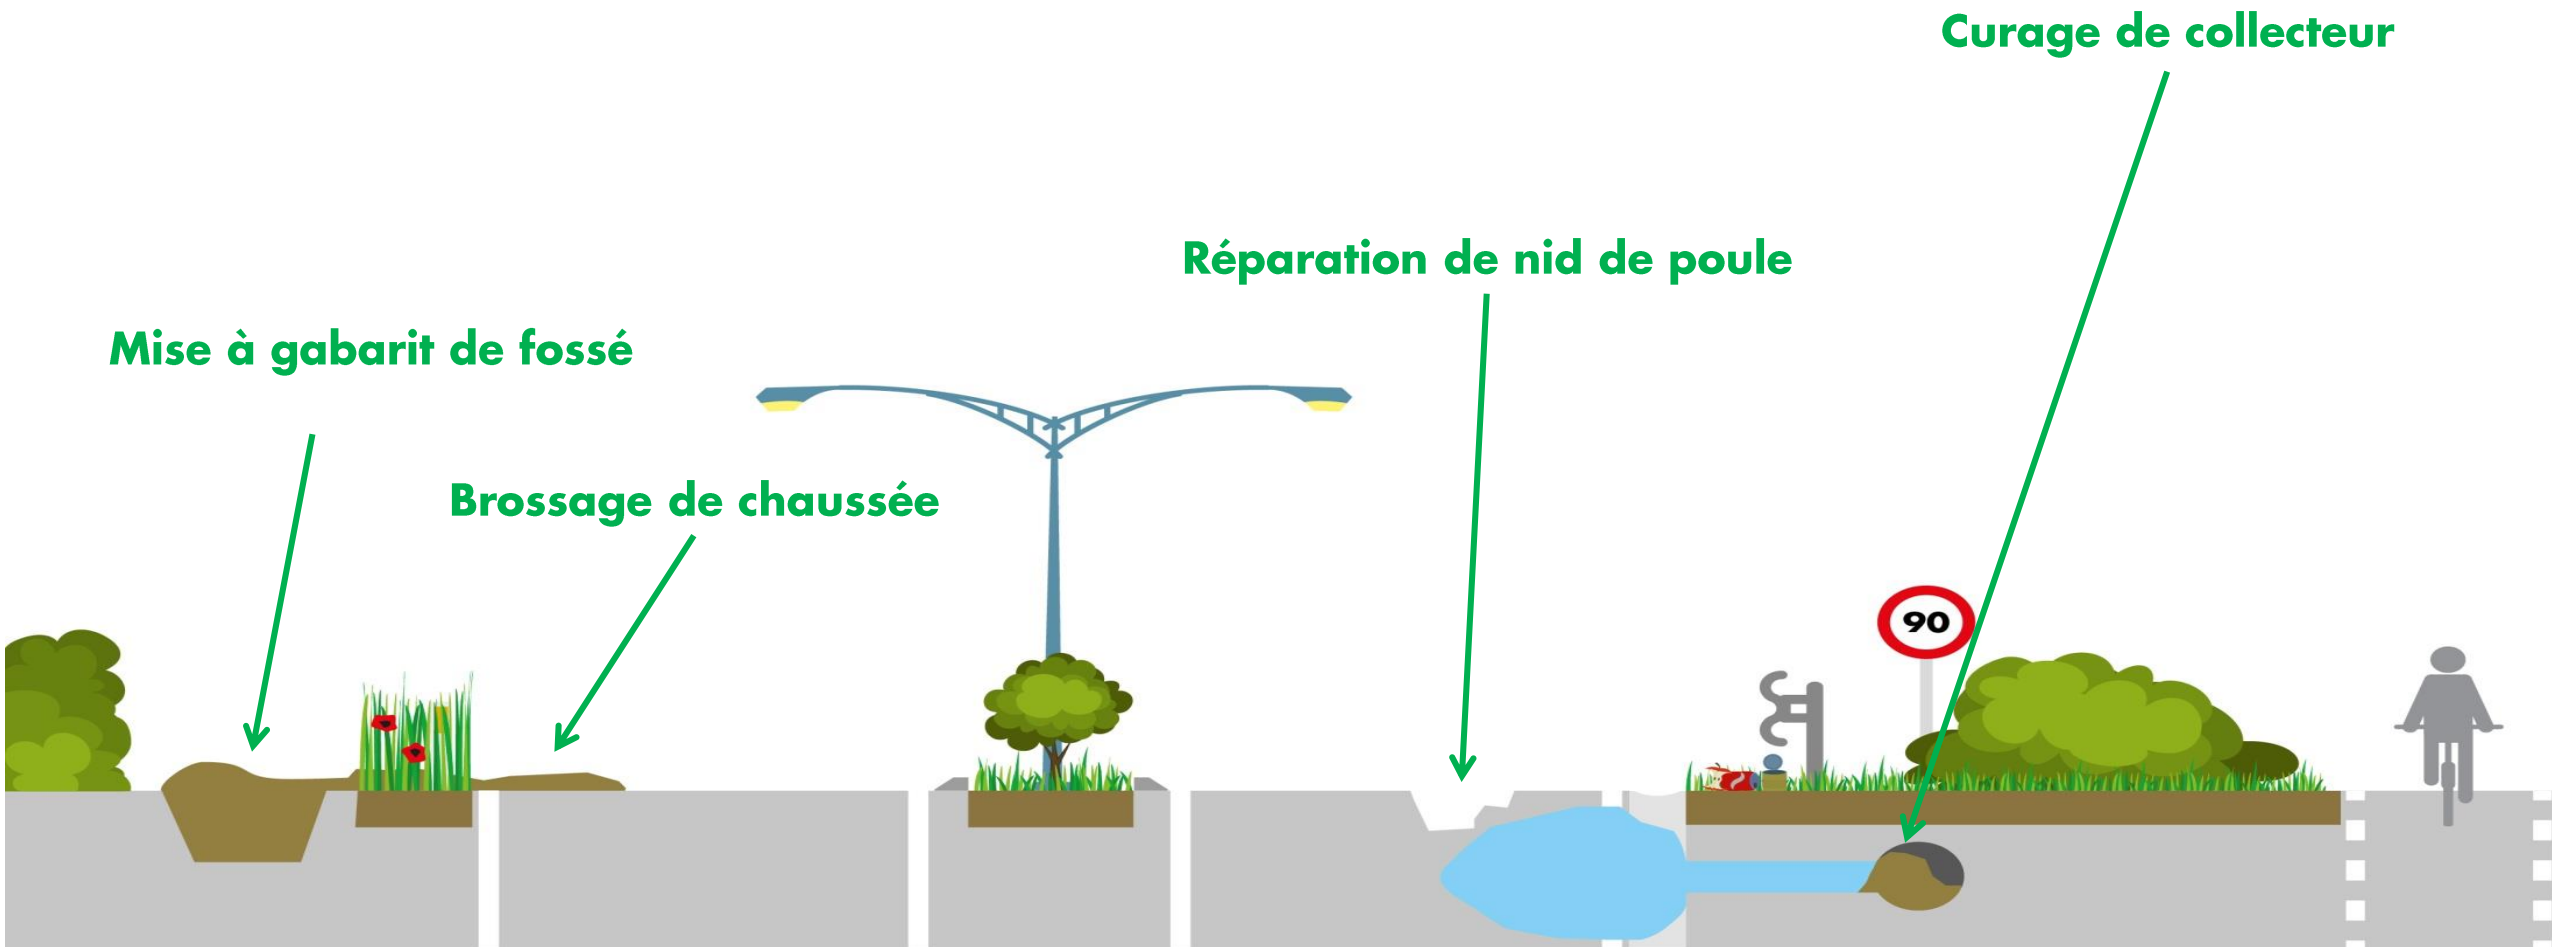 Curage de collecteur
Réparation de nid de poule
Mise à gabarit de fossé
Brossage de chaussée
90